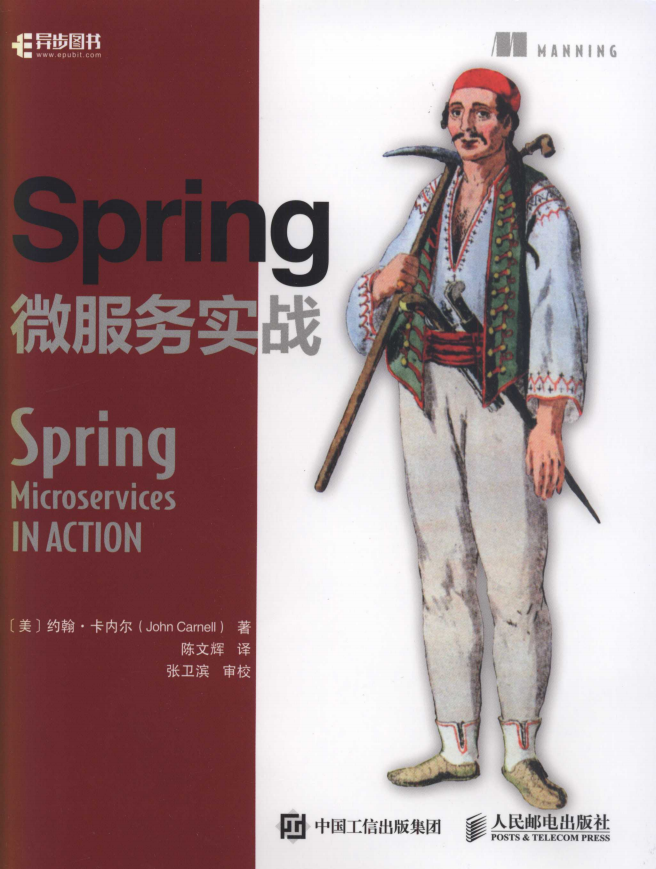 异步图书
www.epubit.com
MANNING
Spring
微服务实战
Spring
Microservices
IN ACTION
〔美〕约翰·卡内尔(John Carnell) 著
陈文辉 译
张卫滨 审校
中国工信出版集团
人民邮电出版社
POSTS & TELECOM PRESS